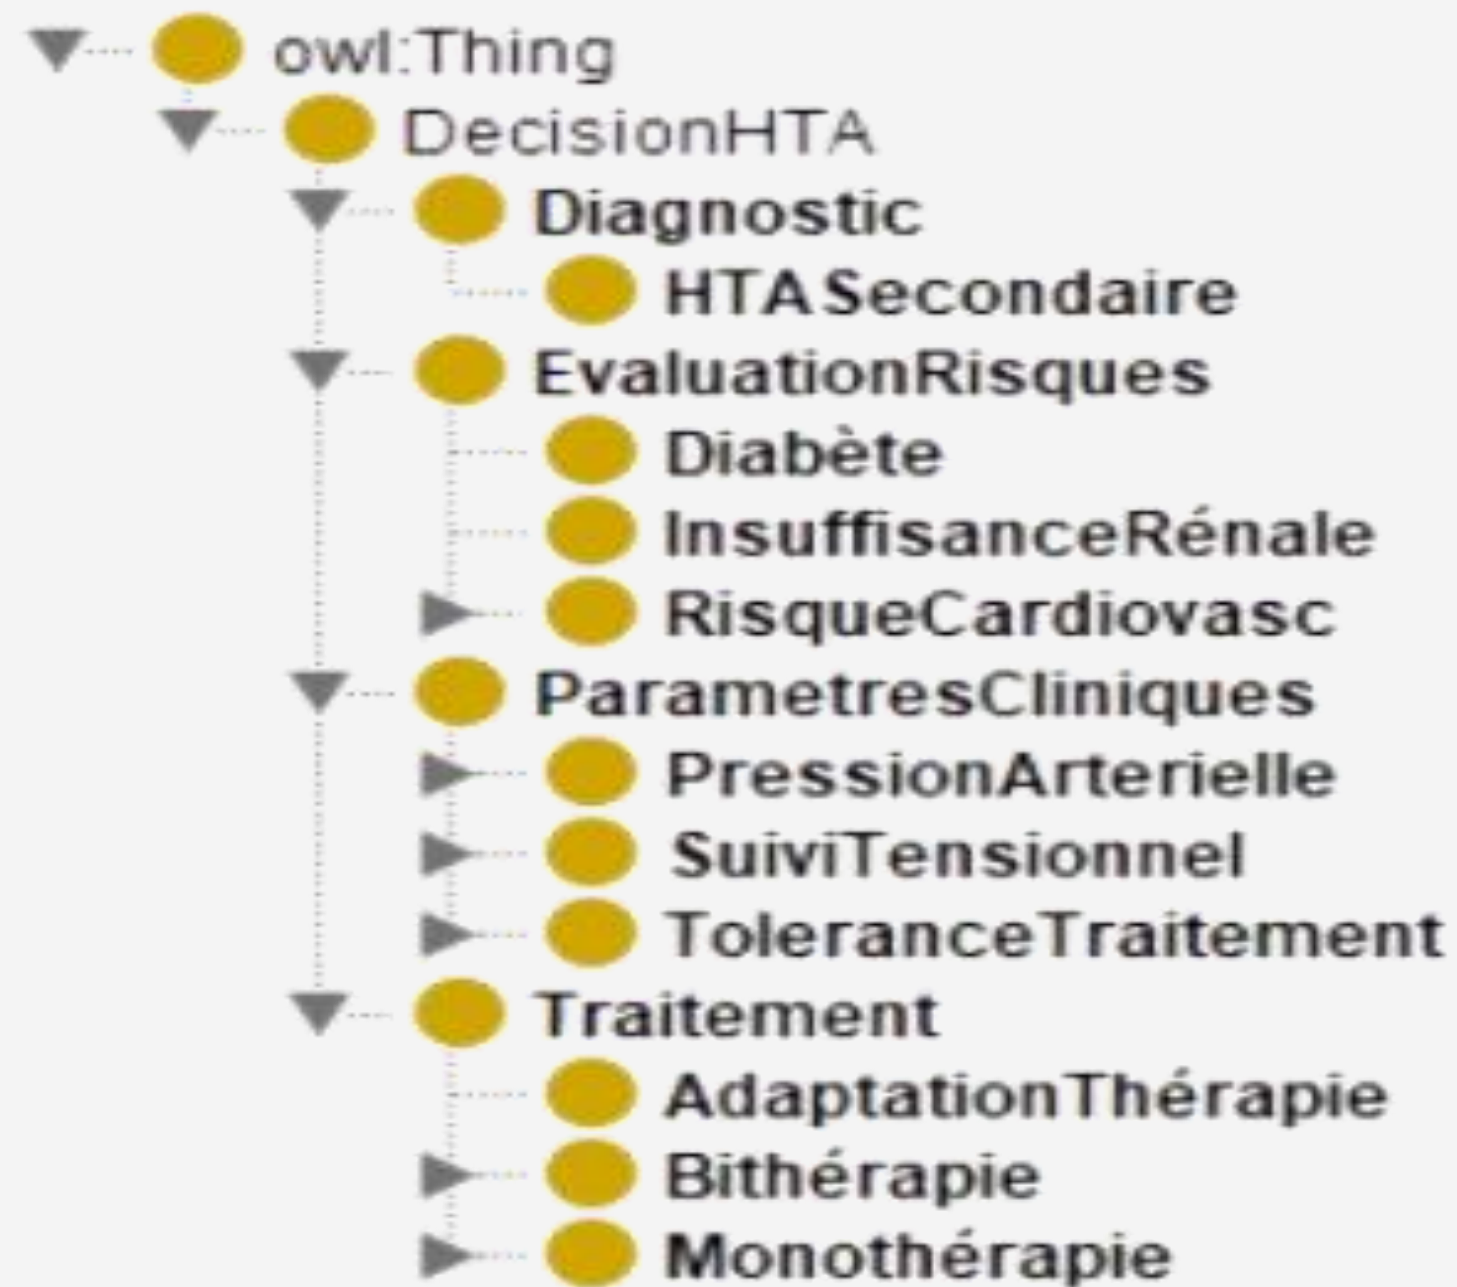 owl:Thing
DecisionHTA
Diagnostic
HTASecondaire
EvaluationRisques
Diabète
InsuffisanceRénale
RisqueCardiovasc
ParametresCliniques
PressionArterielle
SuiviTensionnel
ToleranceTraitement
Traitement
AdaptationThérapie
Bithérapie
Monothérapie